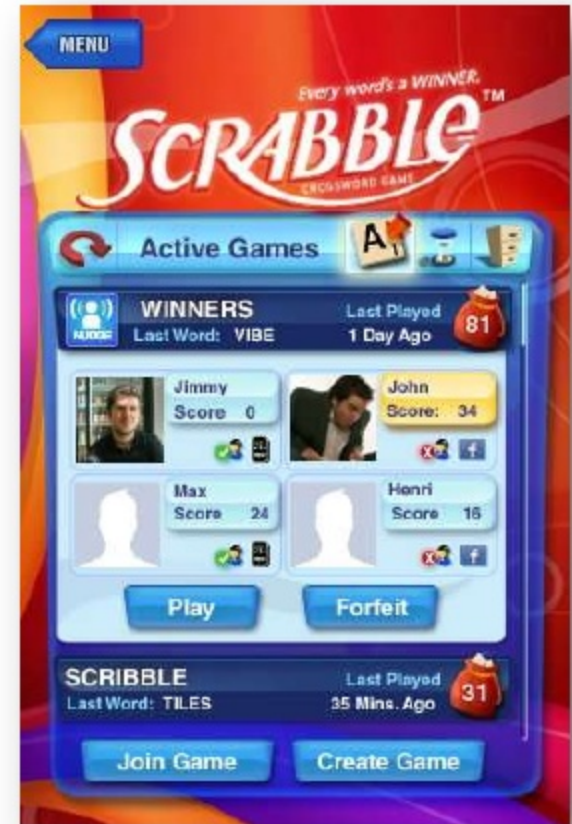 MENU
Every word's a WINNER.
SCRABBLE™
CROSSWORD GAME
Active Games
A1
WINNERS
Last Played
81
NUDGE
Last Word: VIBE
1 Day Ago
Jimmy
Score 0
John
Score: 34
f
Max
Score 24
Henri
Score 16
f
Play
Forfeit
SCRIBBLE
Last Played
31
Last Word: TILES
35 Mins. Ago
Join Game
Create Game